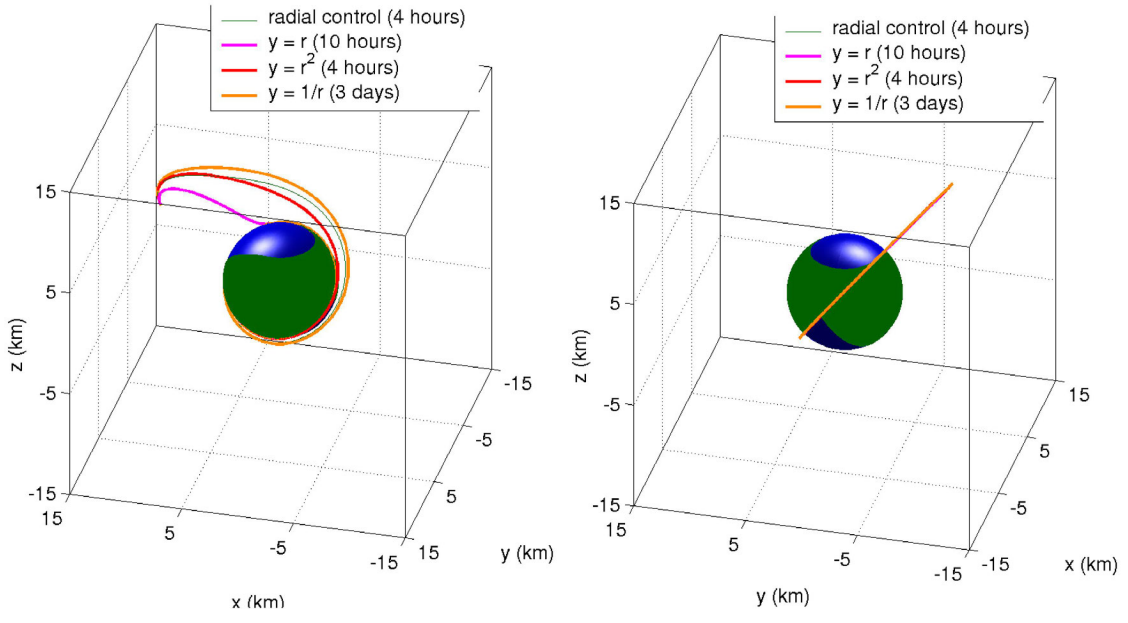 radial control (4 hours)
y = r (10 hours)
y = r² (4 hours)
y = 1/r (3 days)
15
5
-5
-15
z (km)
15
5
-5
-15
x (km)
15
5
-5
-15
y (km)
radial control (4 hours)
y = r (10 hours)
y = r² (4 hours)
y = 1/r (3 days)
15
5
-5
-15
z (km)
15
5
-5
-15
y (km)
-15
-5
5
15
x (km)